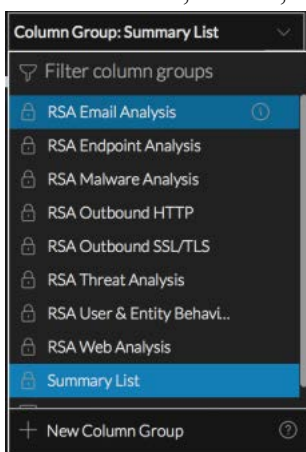 Column Group: Summary List
Filter column groups
RSA Email Analysis
RSA Endpoint Analysis
RSA Malware Analysis
RSA Outbound HTTP
RSA Outbound SSL/TLS
RSA Threat Analysis
RSA User & Entity Behavi...
RSA Web Analysis
Summary List
+ New Column Group